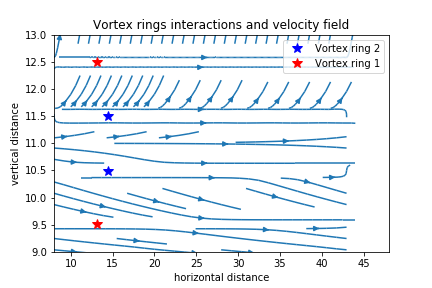 Vortex rings interactions and velocity field
Vortex ring 2
Vortex ring 1
13.0
12.5
12.0
11.5
11.0
10.5
10.0
9.5
9.0
vertical distance
10 15 20 25 30 35 40 45
horizontal distance